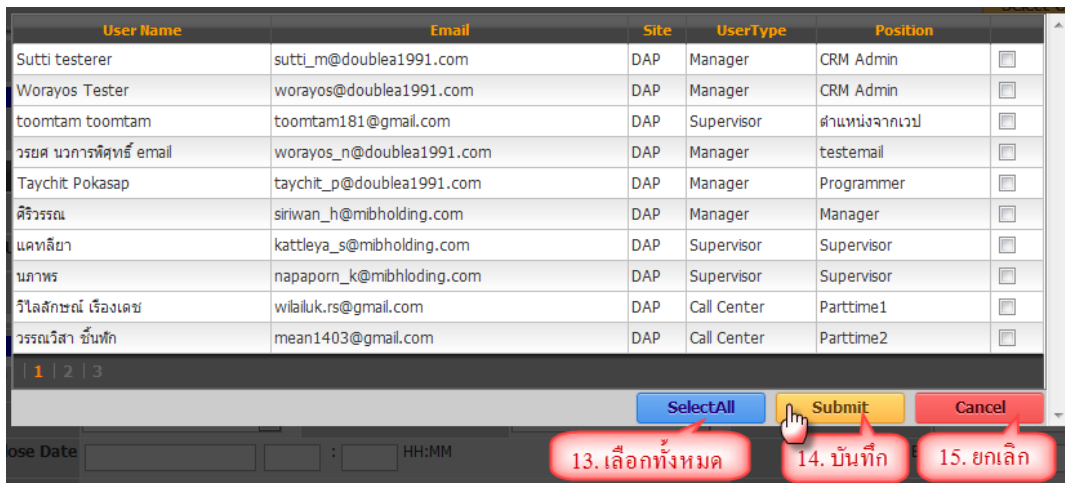 User Name Email Site UserType Position
Sutti testerer sutti_m@doublea1991.com DAP Manager CRM Admin
Worayos Tester worayos@doublea1991.com DAP Manager CRM Admin
toomtam toomtam toomtam181@gmail.com DAP Supervisor ตำแหน่งจากเวป
วรยศ นวการพิศุทธิ์ email worayos_n@doublea1991.com DAP Manager testemail
Taychit Pokasap taychit_p@doublea1991.com DAP Manager Programmer
ศิริวรรณ siriwan_h@mibholding.com DAP Manager Manager
แคทลียา kattleya_s@mibholding.com DAP Supervisor Supervisor
นภาพร napaporn_k@mibhloding.com DAP Supervisor Supervisor
วิไลลักษณ์ เรืองเดช wilailuk.rs@gmail.com DAP Call Center Parttime1
วรรณวิสา ชิ้นฟัก mean1403@gmail.com DAP Call Center Parttime2
| 1 | 2 | 3
SelectAll Submit Cancel
lose Date : HH:MM
13. เลือกทั้งหมด 14. บันทึก 15. ยกเลิก